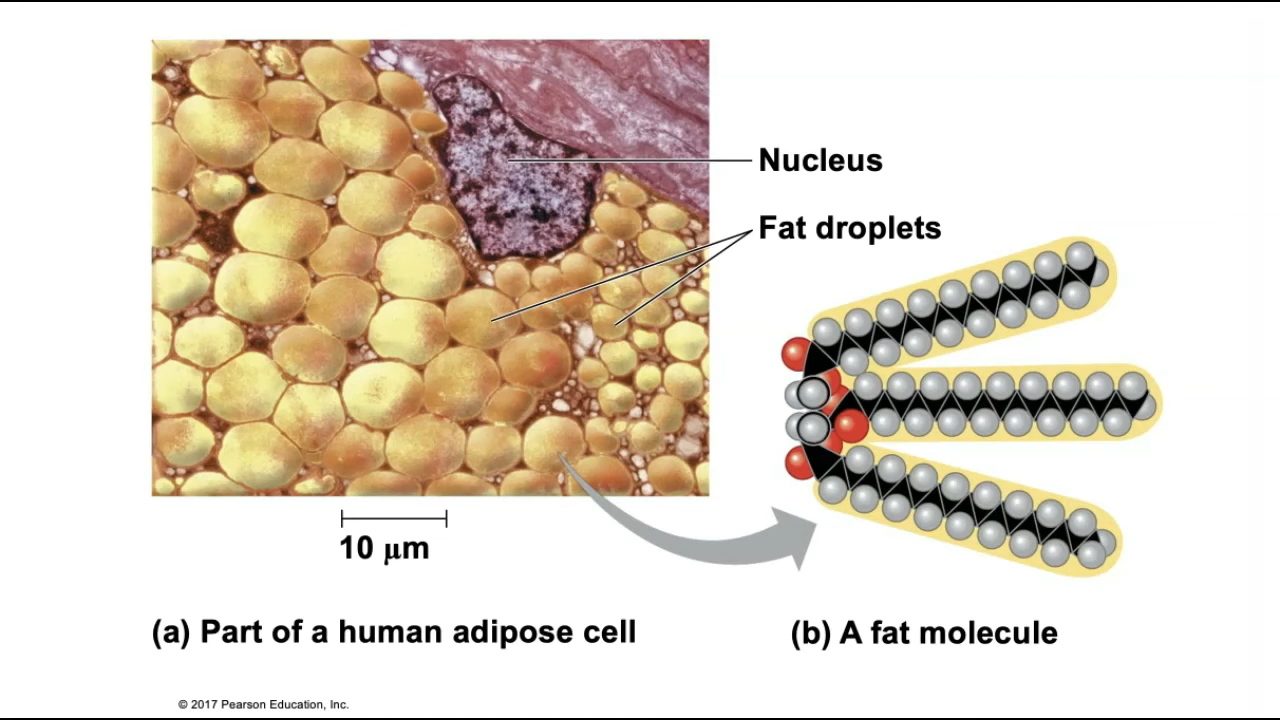 Nucleus
Fat droplets
10 µm
(a) Part of a human adipose cell
(b) A fat molecule
© 2017 Pearson Education, Inc.